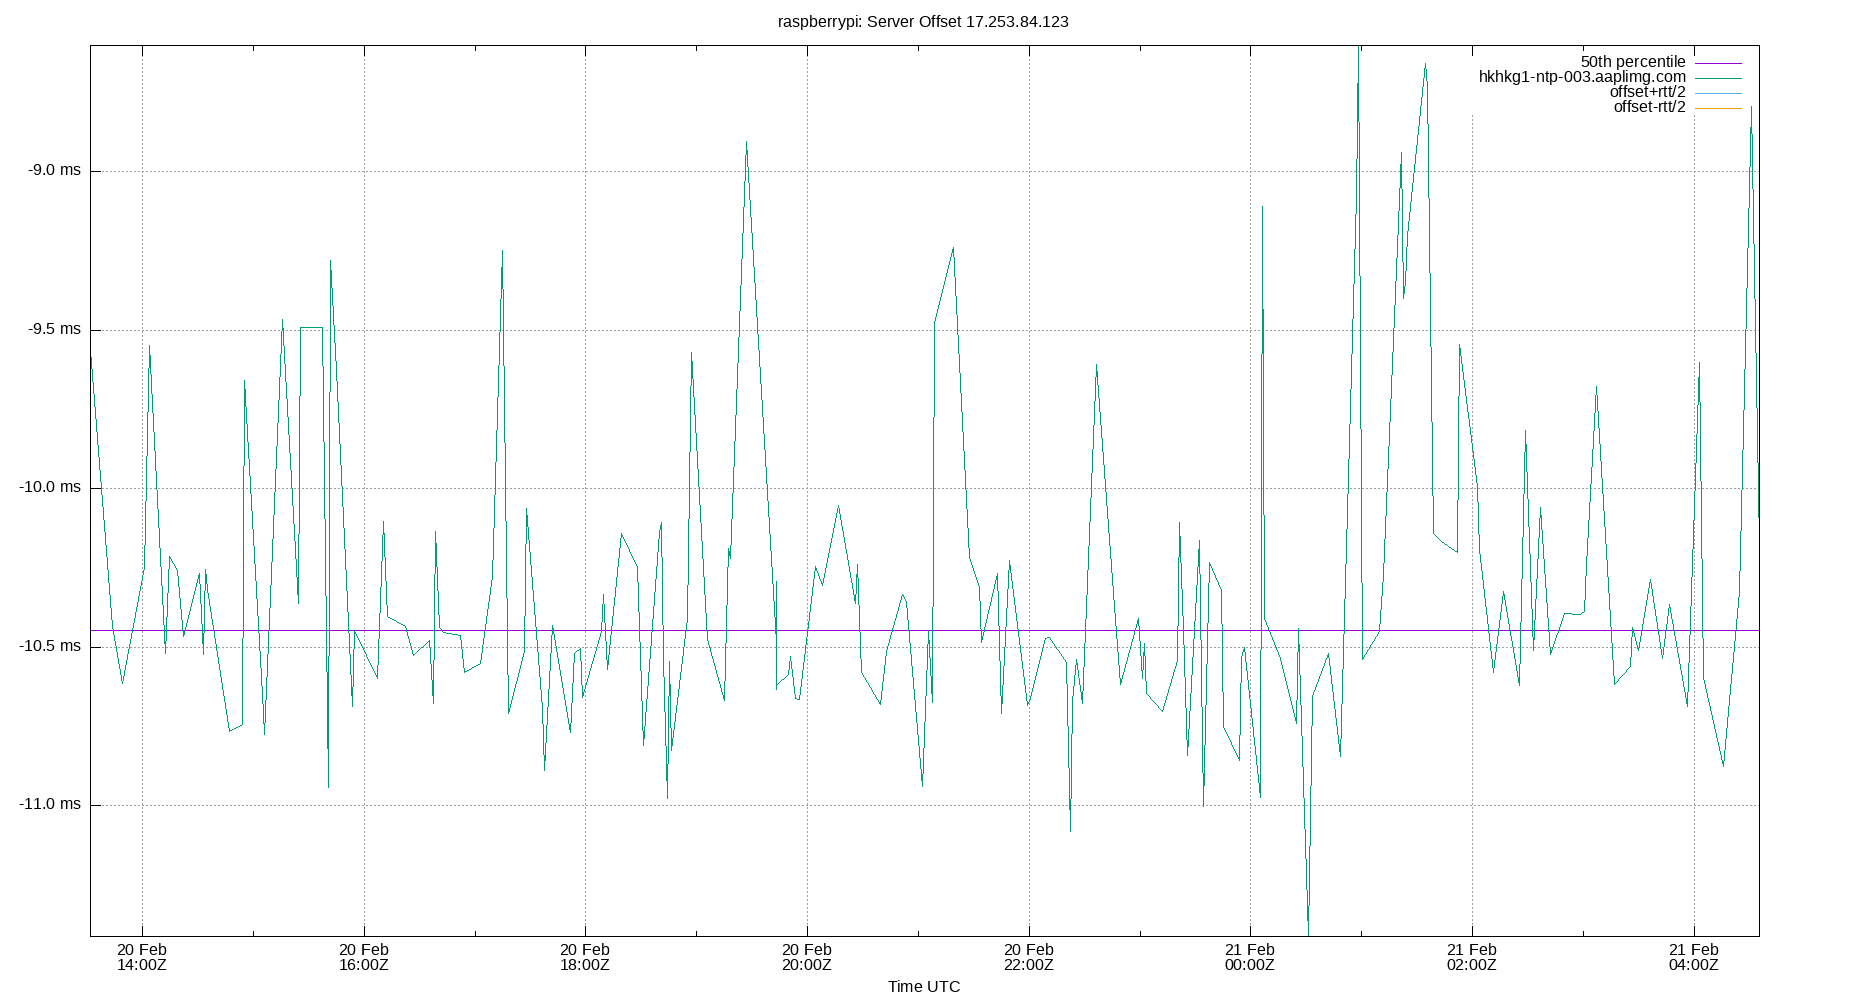 raspberrypi: Server Offset 17.253.84.123
50th percentile
hkhkg1-ntp-003.aaplimg.com
offset+rtt/2
offset-rtt/2
-9.0 ms
-9.5 ms
-10.0 ms
-10.5 ms
-11.0 ms
20 Feb 20 Feb 20 Feb 20 Feb 20 Feb 21 Feb 21 Feb 21 Feb
14:00Z 16:00Z 18:00Z 20:00Z 22:00Z 00:00Z 02:00Z 04:00Z
Time UTC